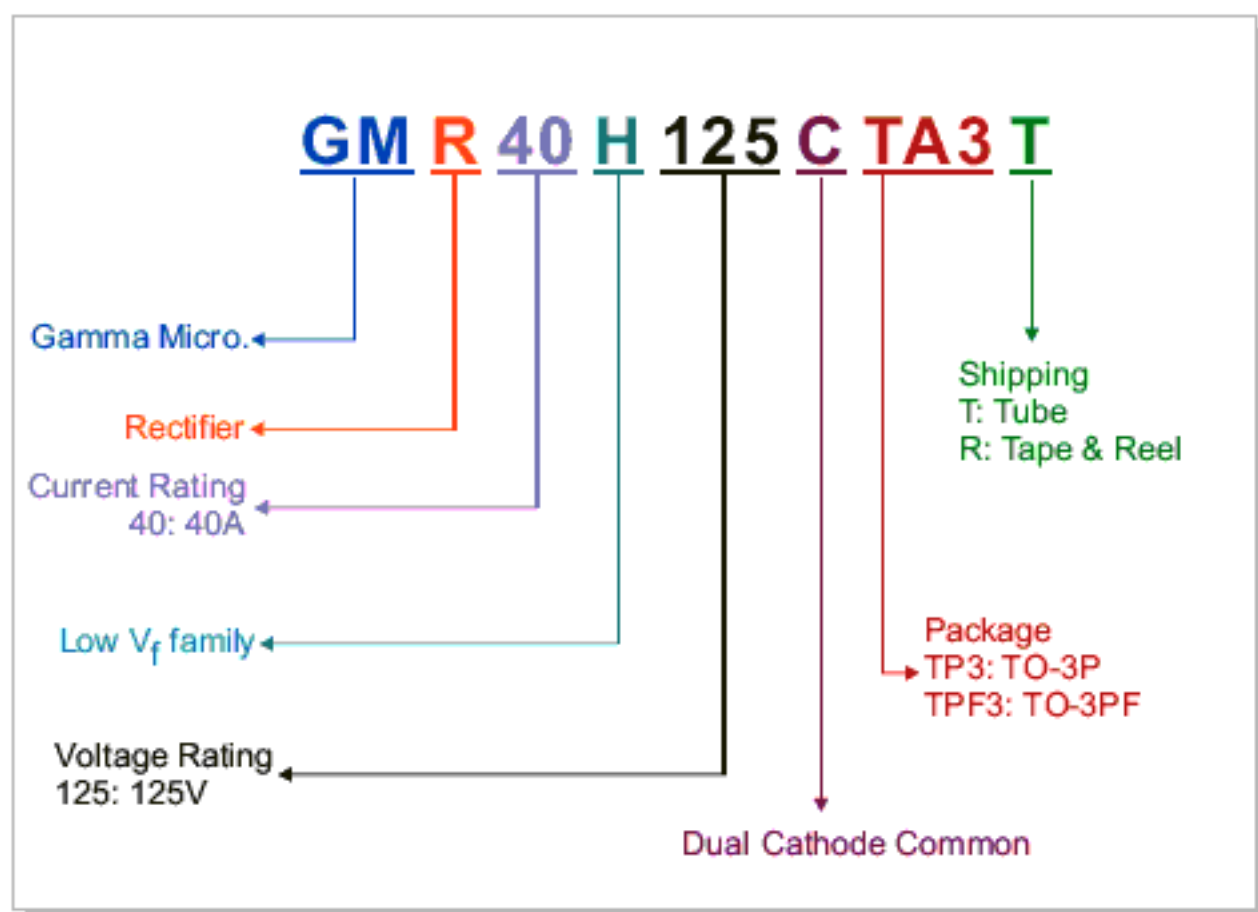 GM R 40 H 125 C TA3 T
Gamma Micro.
Rectifier
Current Rating
40: 40A
Low Vf family
Voltage Rating
125: 125V
Dual Cathode Common
Package
TP3: TO-3P
TPF3: TO-3PF
Shipping
T: Tube
R: Tape & Reel